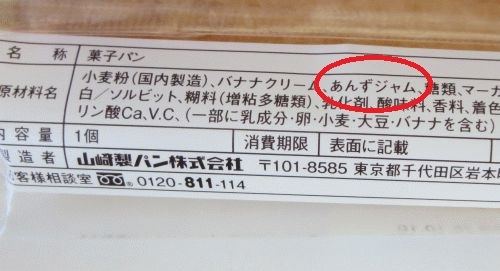 名称 菓子パン
原材料名 小麦粉(国内製造)、バナナクリーム、あんずジャム、糖類、マーガ
白/ソルビット、糊料(増粘多糖類)、乳化剤、酸味料、香料、着色
リン酸Ca、V.C、(一部に乳成分・卵・小麦・大豆・バナナを含む)
内容量 1個 消費期限 表面に記載
製造者 山崎製パン株式会社 〒101-8585 東京都千代田区岩本
お客様相談室 0120-811-114